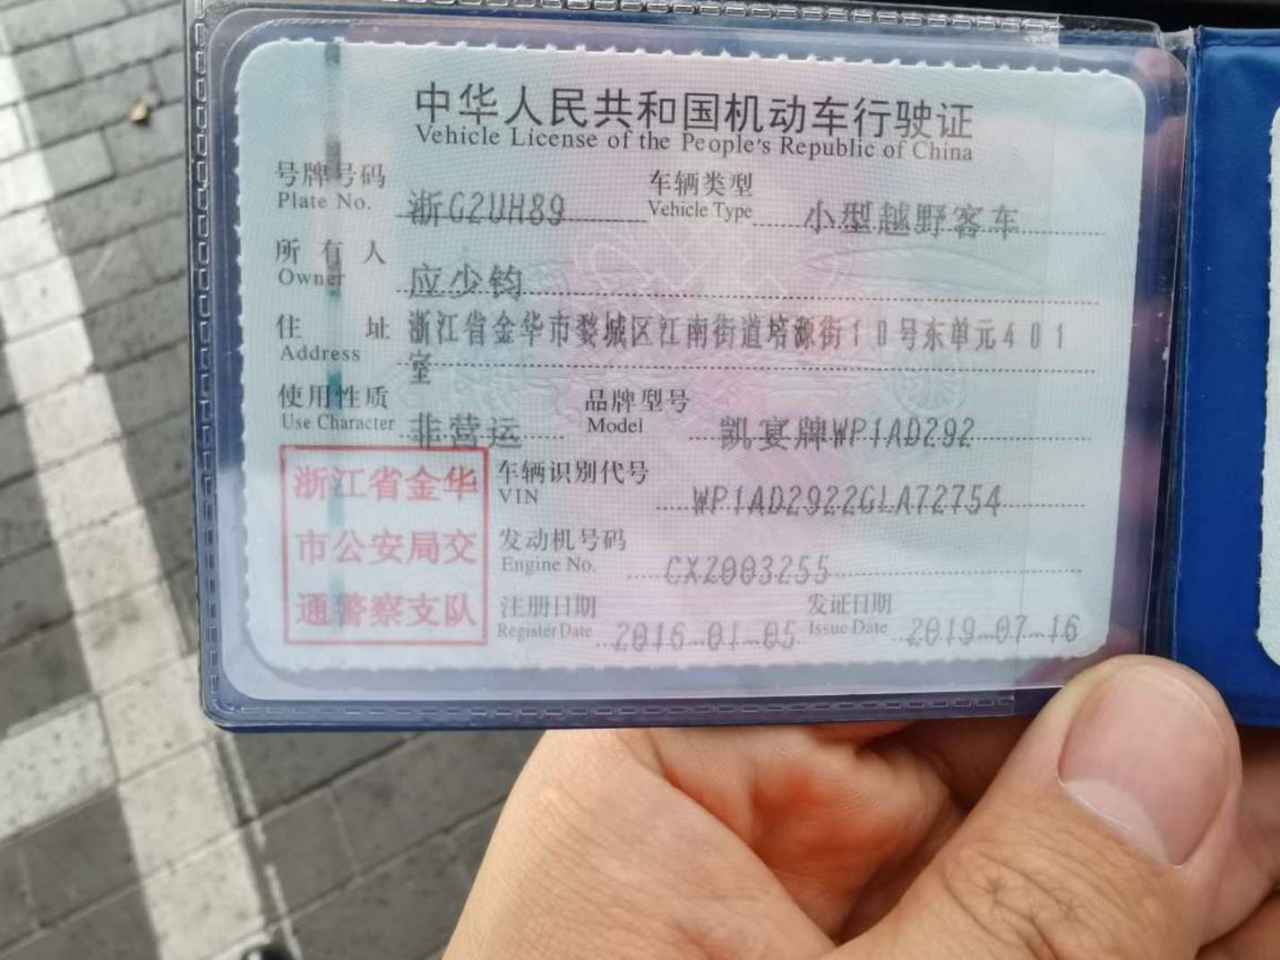 中华人民共和国机动车行驶证
Vehicle License of the People's Republic of China
号牌号码 浙G2UH89 车辆类型 小型越野客车
Plate No. Vehicle Type
所有人 应少钧
Owner
住址 浙江省金华市婺城区江南街道塔源街10号东单元401
Address 室
使用性质 非营运 品牌型号 凯宴牌WP1AD292
Use Character Model
浙江省金华
市公安局交
通警察支队
车辆识别代号 WP1AD2922GLA72754
VIN
发动机号码 CXZ003255
Engine No.
注册日期 2016-01-05 发证日期 2019-07-16
Register Date Issue Date